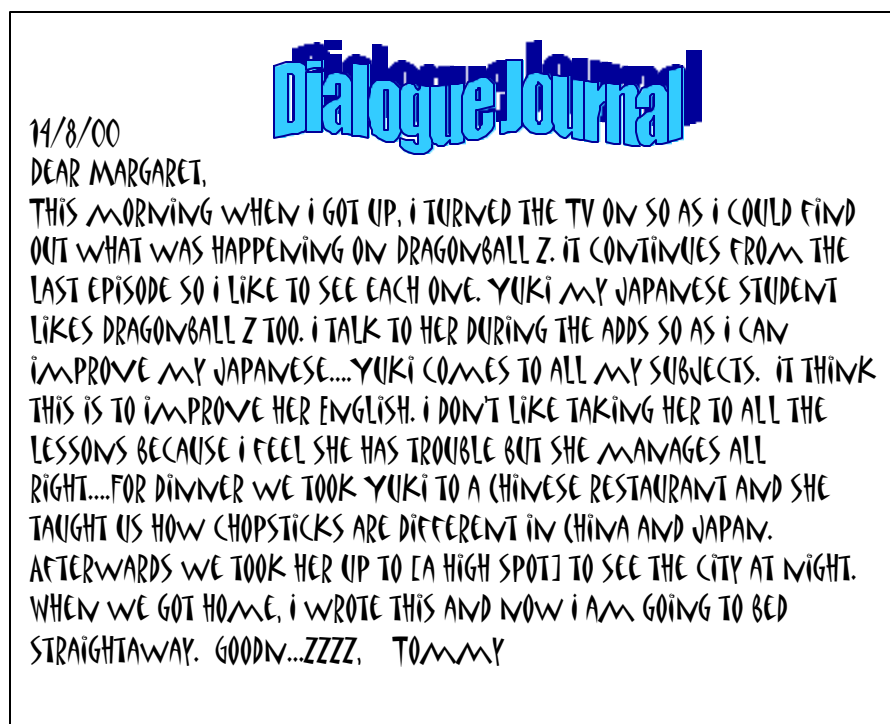 Dialogue Journal
14/8/00
DEAR MARGARET,
THIS MORNING WHEN I GOT UP, I TURNED THE TV ON SO AS I COULD FIND
OUT WHAT WAS HAPPENING ON DRAGONBALL Z. IT CONTINUES FROM THE
LAST EPISODE SO I LIKE TO SEE EACH ONE. YUKI MY JAPANESE STUDENT
LIKES DRAGONBALL Z TOO. I TALK TO HER DURING THE ADDS SO AS I CAN
IMPROVE MY JAPANESE....YUKI COMES TO ALL MY SUBJECTS. IT THINK
THIS IS TO IMPROVE HER ENGLISH. I DON'T LIKE TAKING HER TO ALL THE
LESSONS BECAUSE I FEEL SHE HAS TROUBLE BUT SHE MANAGES ALL
RIGHT....FOR DINNER WE TOOK YUKI TO A CHINESE RESTAURANT AND SHE
TAUGHT US HOW CHOPSTICKS ARE DIFFERENT IN CHINA AND JAPAN.
AFTERWARDS WE TOOK HER UP TO [A HIGH SPOT] TO SEE THE CITY AT NIGHT.
WHEN WE GOT HOME, I WROTE THIS AND NOW I AM GOING TO BED
STRAIGHTAWAY. GOODN...ZZZZ, TOMMY